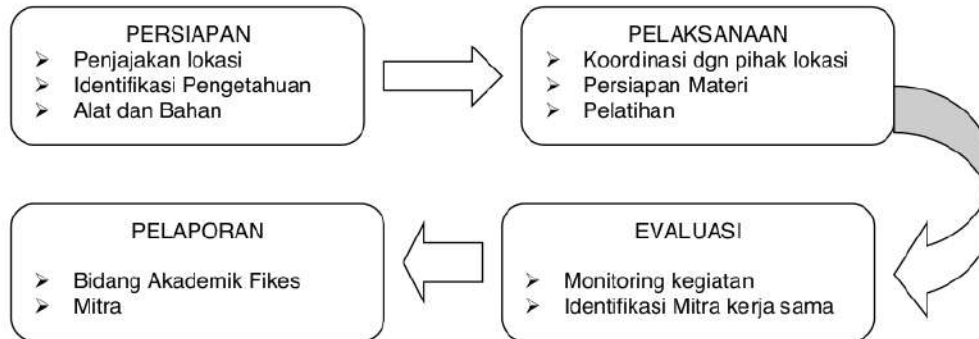 PERSIAPAN
➢ Penjajakan lokasi
➢ Identifikasi Pengetahuan
➢ Alat dan Bahan
PELAKSANAAN
➢ Koordinasi dgn pihak lokasi
➢ Persiapan Materi
➢ Pelatihan
EVALUASI
➢ Monitoring kegiatan
➢ Identifikasi Mitra kerja sama
PELAPORAN
➢ Bidang Akademik Fikes
➢ Mitra